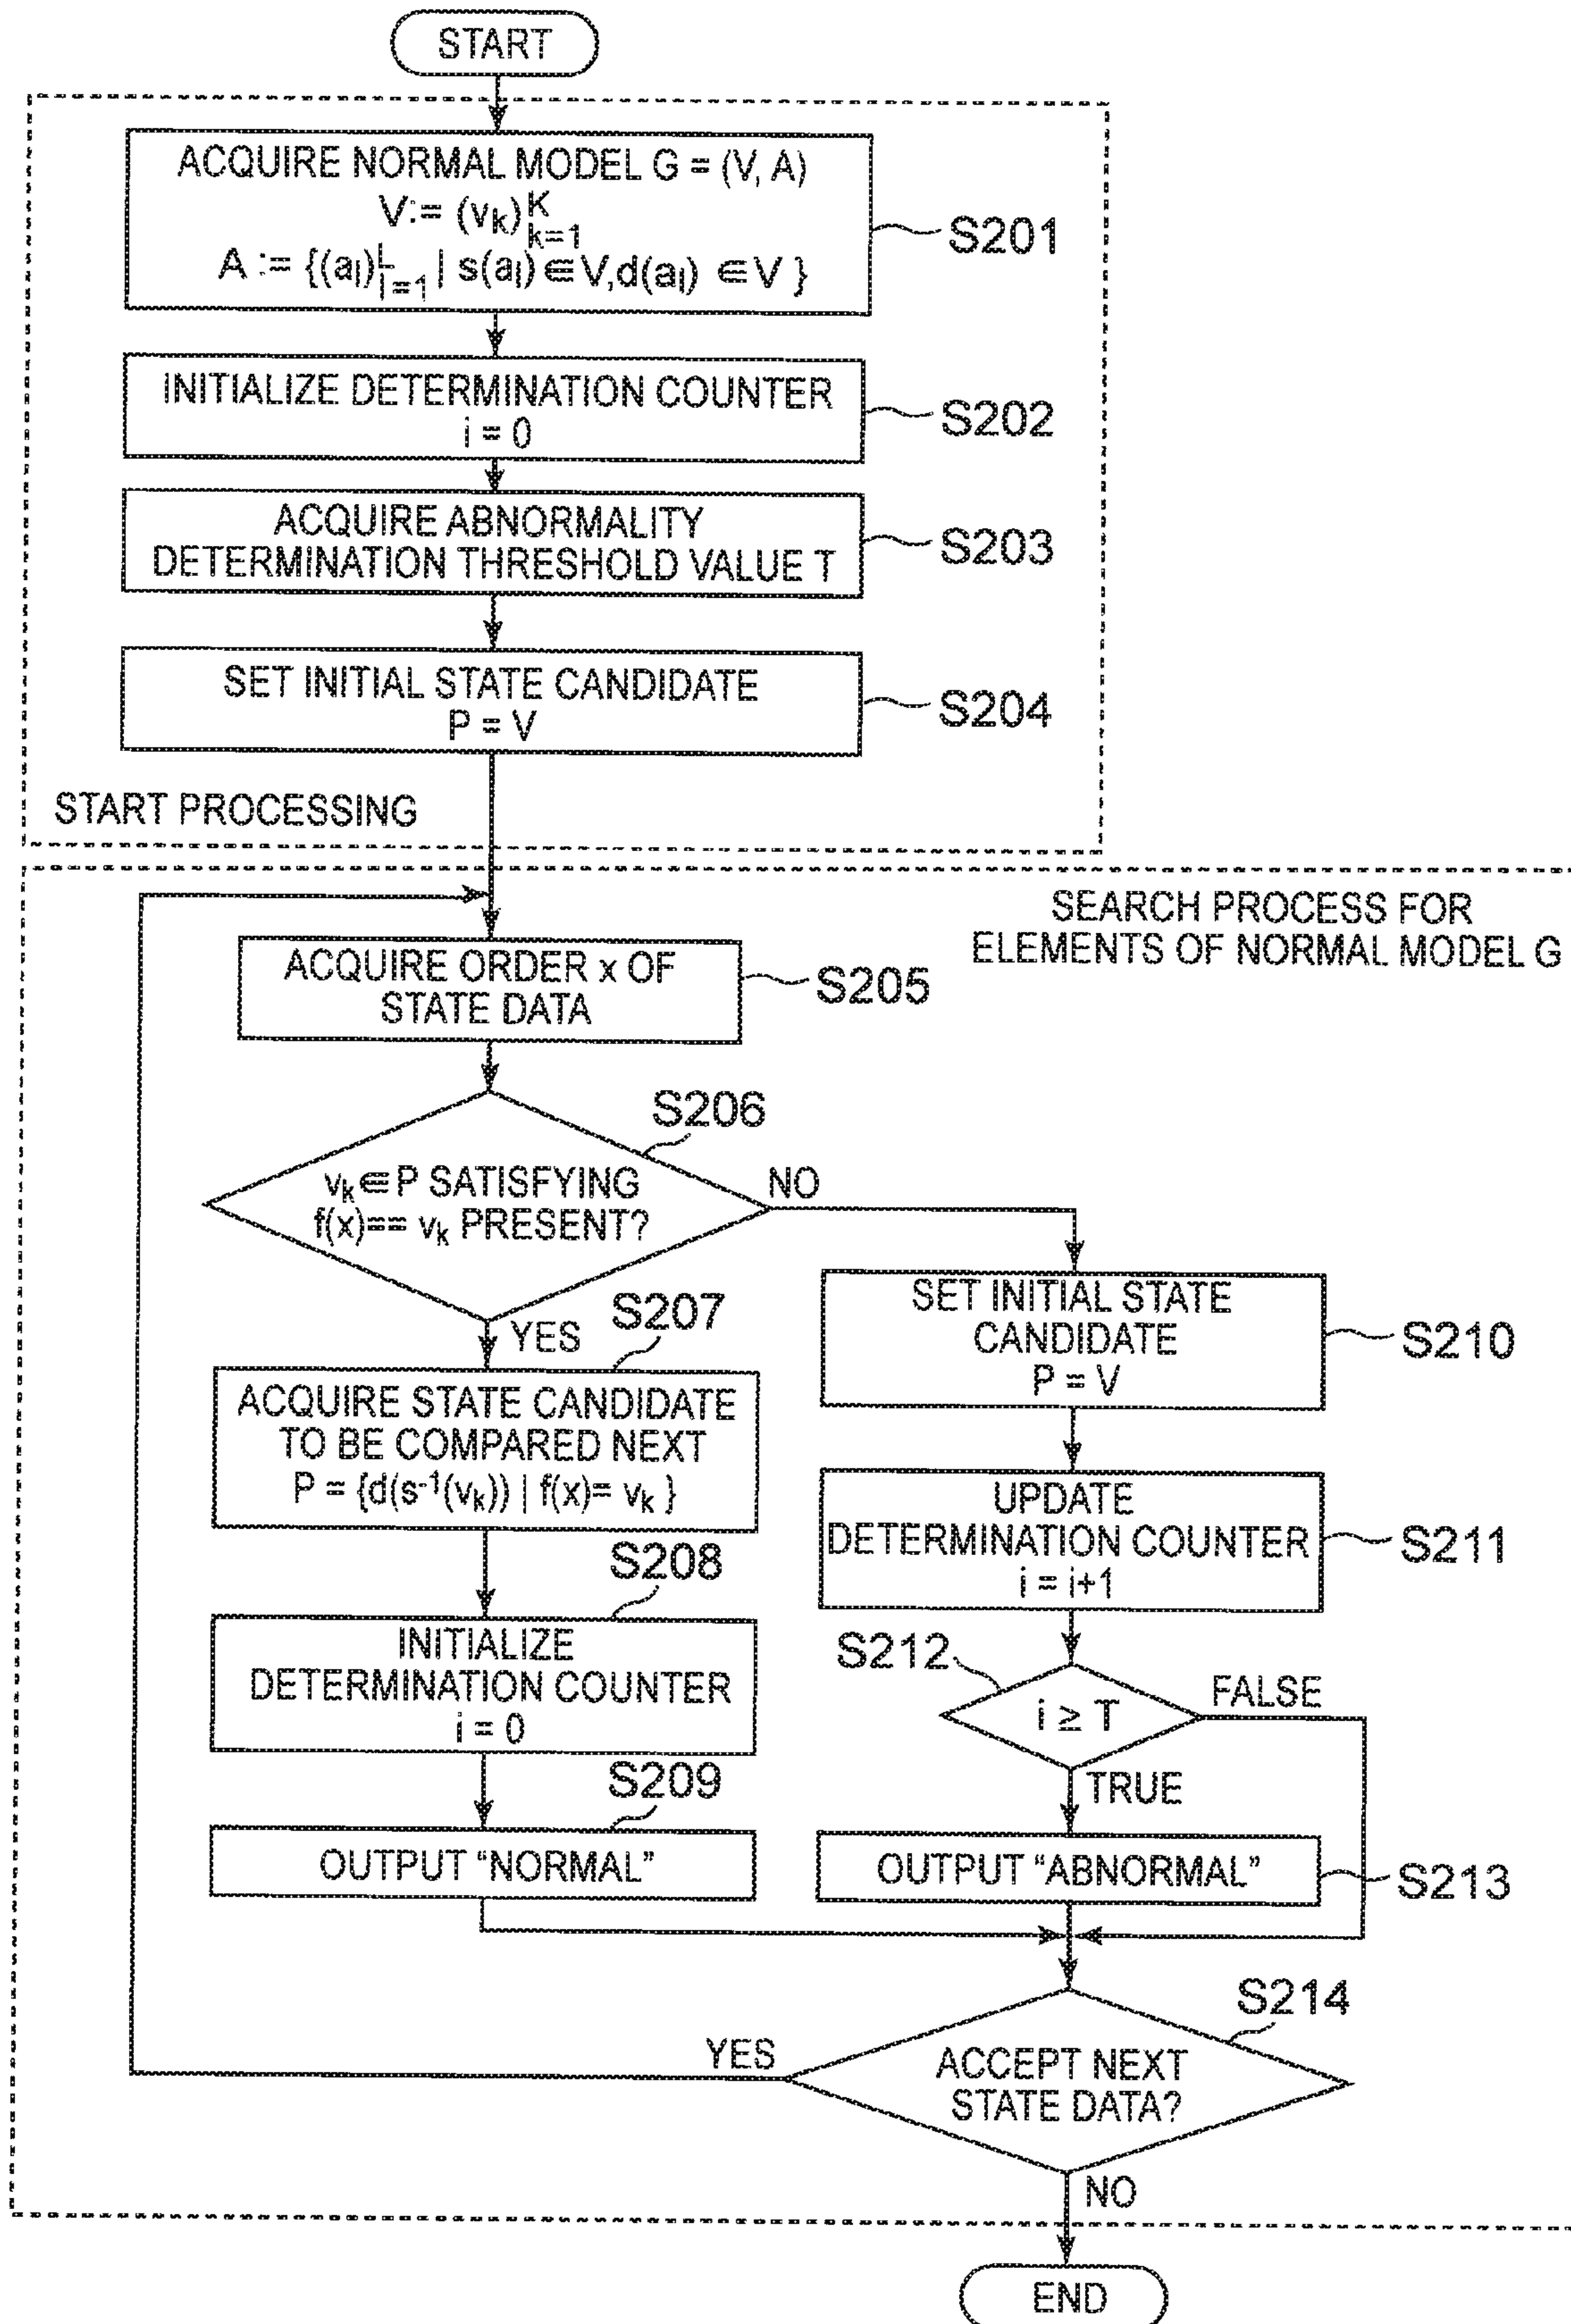 START
ACQUIRE NORMAL MODEL G = (V, A)
V:= (vk)K k=1
A := {(al)L l=1 | s(al) ∈ V,d(al) ∈ V }
S201
INITIALIZE DETERMINATION COUNTER
i = 0
S202
ACQUIRE ABNORMALITY
DETERMINATION THRESHOLD VALUE T
S203
SET INITIAL STATE CANDIDATE
P = V
S204
START PROCESSING
SEARCH PROCESS FOR
ELEMENTS OF NORMAL MODEL G
ACQUIRE ORDER x OF
STATE DATA
S205
S206
vk ∈ P SATISFYING
f(x)== vk PRESENT?
NO
YES
S207
ACQUIRE STATE CANDIDATE
TO BE COMPARED NEXT
P = {d(s⁻¹(vk)) | f(x)= vk }
SET INITIAL STATE
CANDIDATE
P = V
S210
S208
INITIALIZE
DETERMINATION COUNTER
i = 0
UPDATE
DETERMINATION COUNTER
i = i+1
S211
S212
i ≥ T
FALSE
TRUE
S209
OUTPUT “NORMAL”
OUTPUT “ABNORMAL”
S213
S214
ACCEPT NEXT
STATE DATA?
YES
NO
END